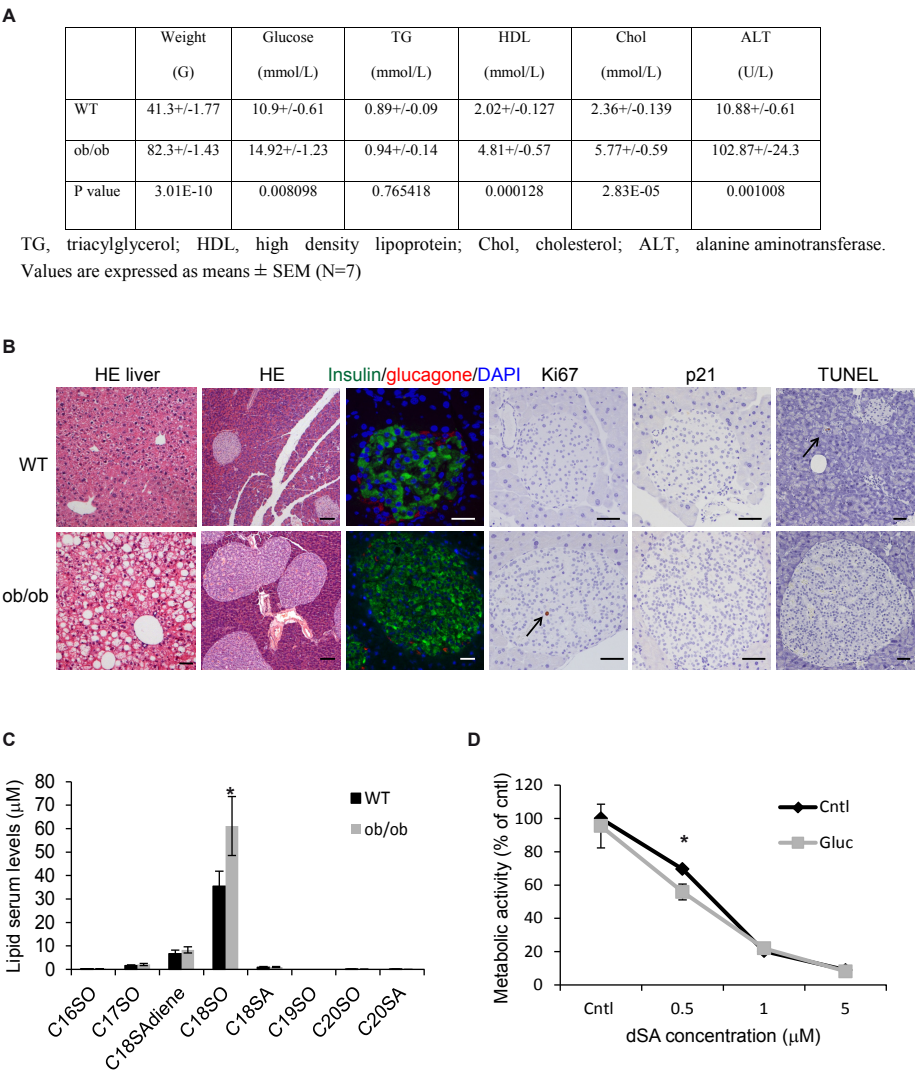 A
Weight Glucose TG HDL Chol ALT
(G) (mmol/L) (mmol/L) (mmol/L) (mmol/L) (U/L)
WT 41.3+/-1.77 10.9+/-0.61 0.89+/-0.09 2.02+/-0.127 2.36+/-0.139 10.88+/-0.61
ob/ob 82.3+/-1.43 14.92+/-1.23 0.94+/-0.14 4.81+/-0.57 5.77+/-0.59 102.87+/-24.3
P value 3.01E-10 0.008098 0.765418 0.000128 2.83E-05 0.001008
TG, triacylglycerol; HDL, high density lipoprotein; Chol, cholesterol; ALT, alanine aminotransferase.
Values are expressed as means ± SEM (N=7)
B
HE liver HE Insulin/glucagone/DAPI Ki67 p21 TUNEL
WT
ob/ob
C
Lipid serum levels (µM)
80
70
60
50
40
30
20
10
0
*
WT
ob/ob
C16SO C17SO C18SAdiene C18SO C18SA C19SO C20SO C20SA
D
Metabolic activity (% of cntl)
120
100
80
60
40
20
0
*
Cntl
Gluc
Cntl 0.5 1 5
dSA concentration (µM)